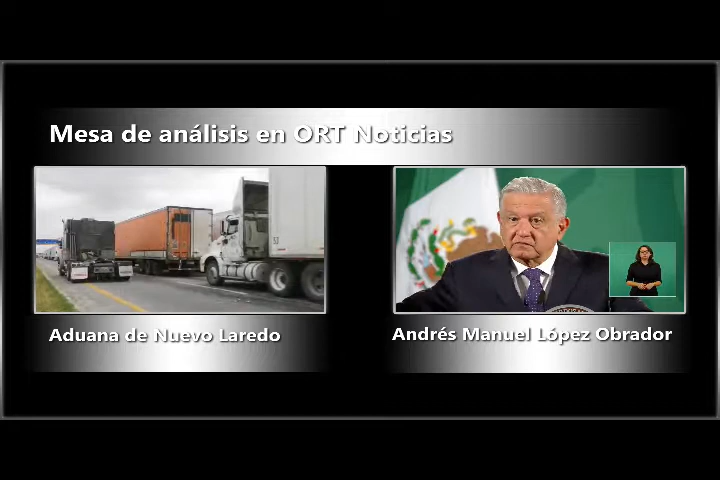 Mesa de análisis en ORT Noticias
Aduana de Nuevo Laredo
Andrés Manuel López Obrador